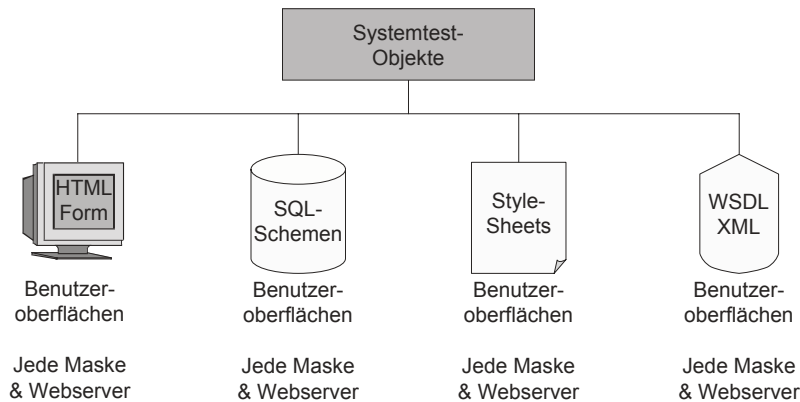 Systemtest-
Objekte
HTML
Form
SQL-
Schemen
Style-
Sheets
WSDL
XML
Benutzer-
oberflächen
Benutzer-
oberflächen
Benutzer-
oberflächen
Benutzer-
oberflächen
Jede Maske
& Webserver
Jede Maske
& Webserver
Jede Maske
& Webserver
Jede Maske
& Webserver